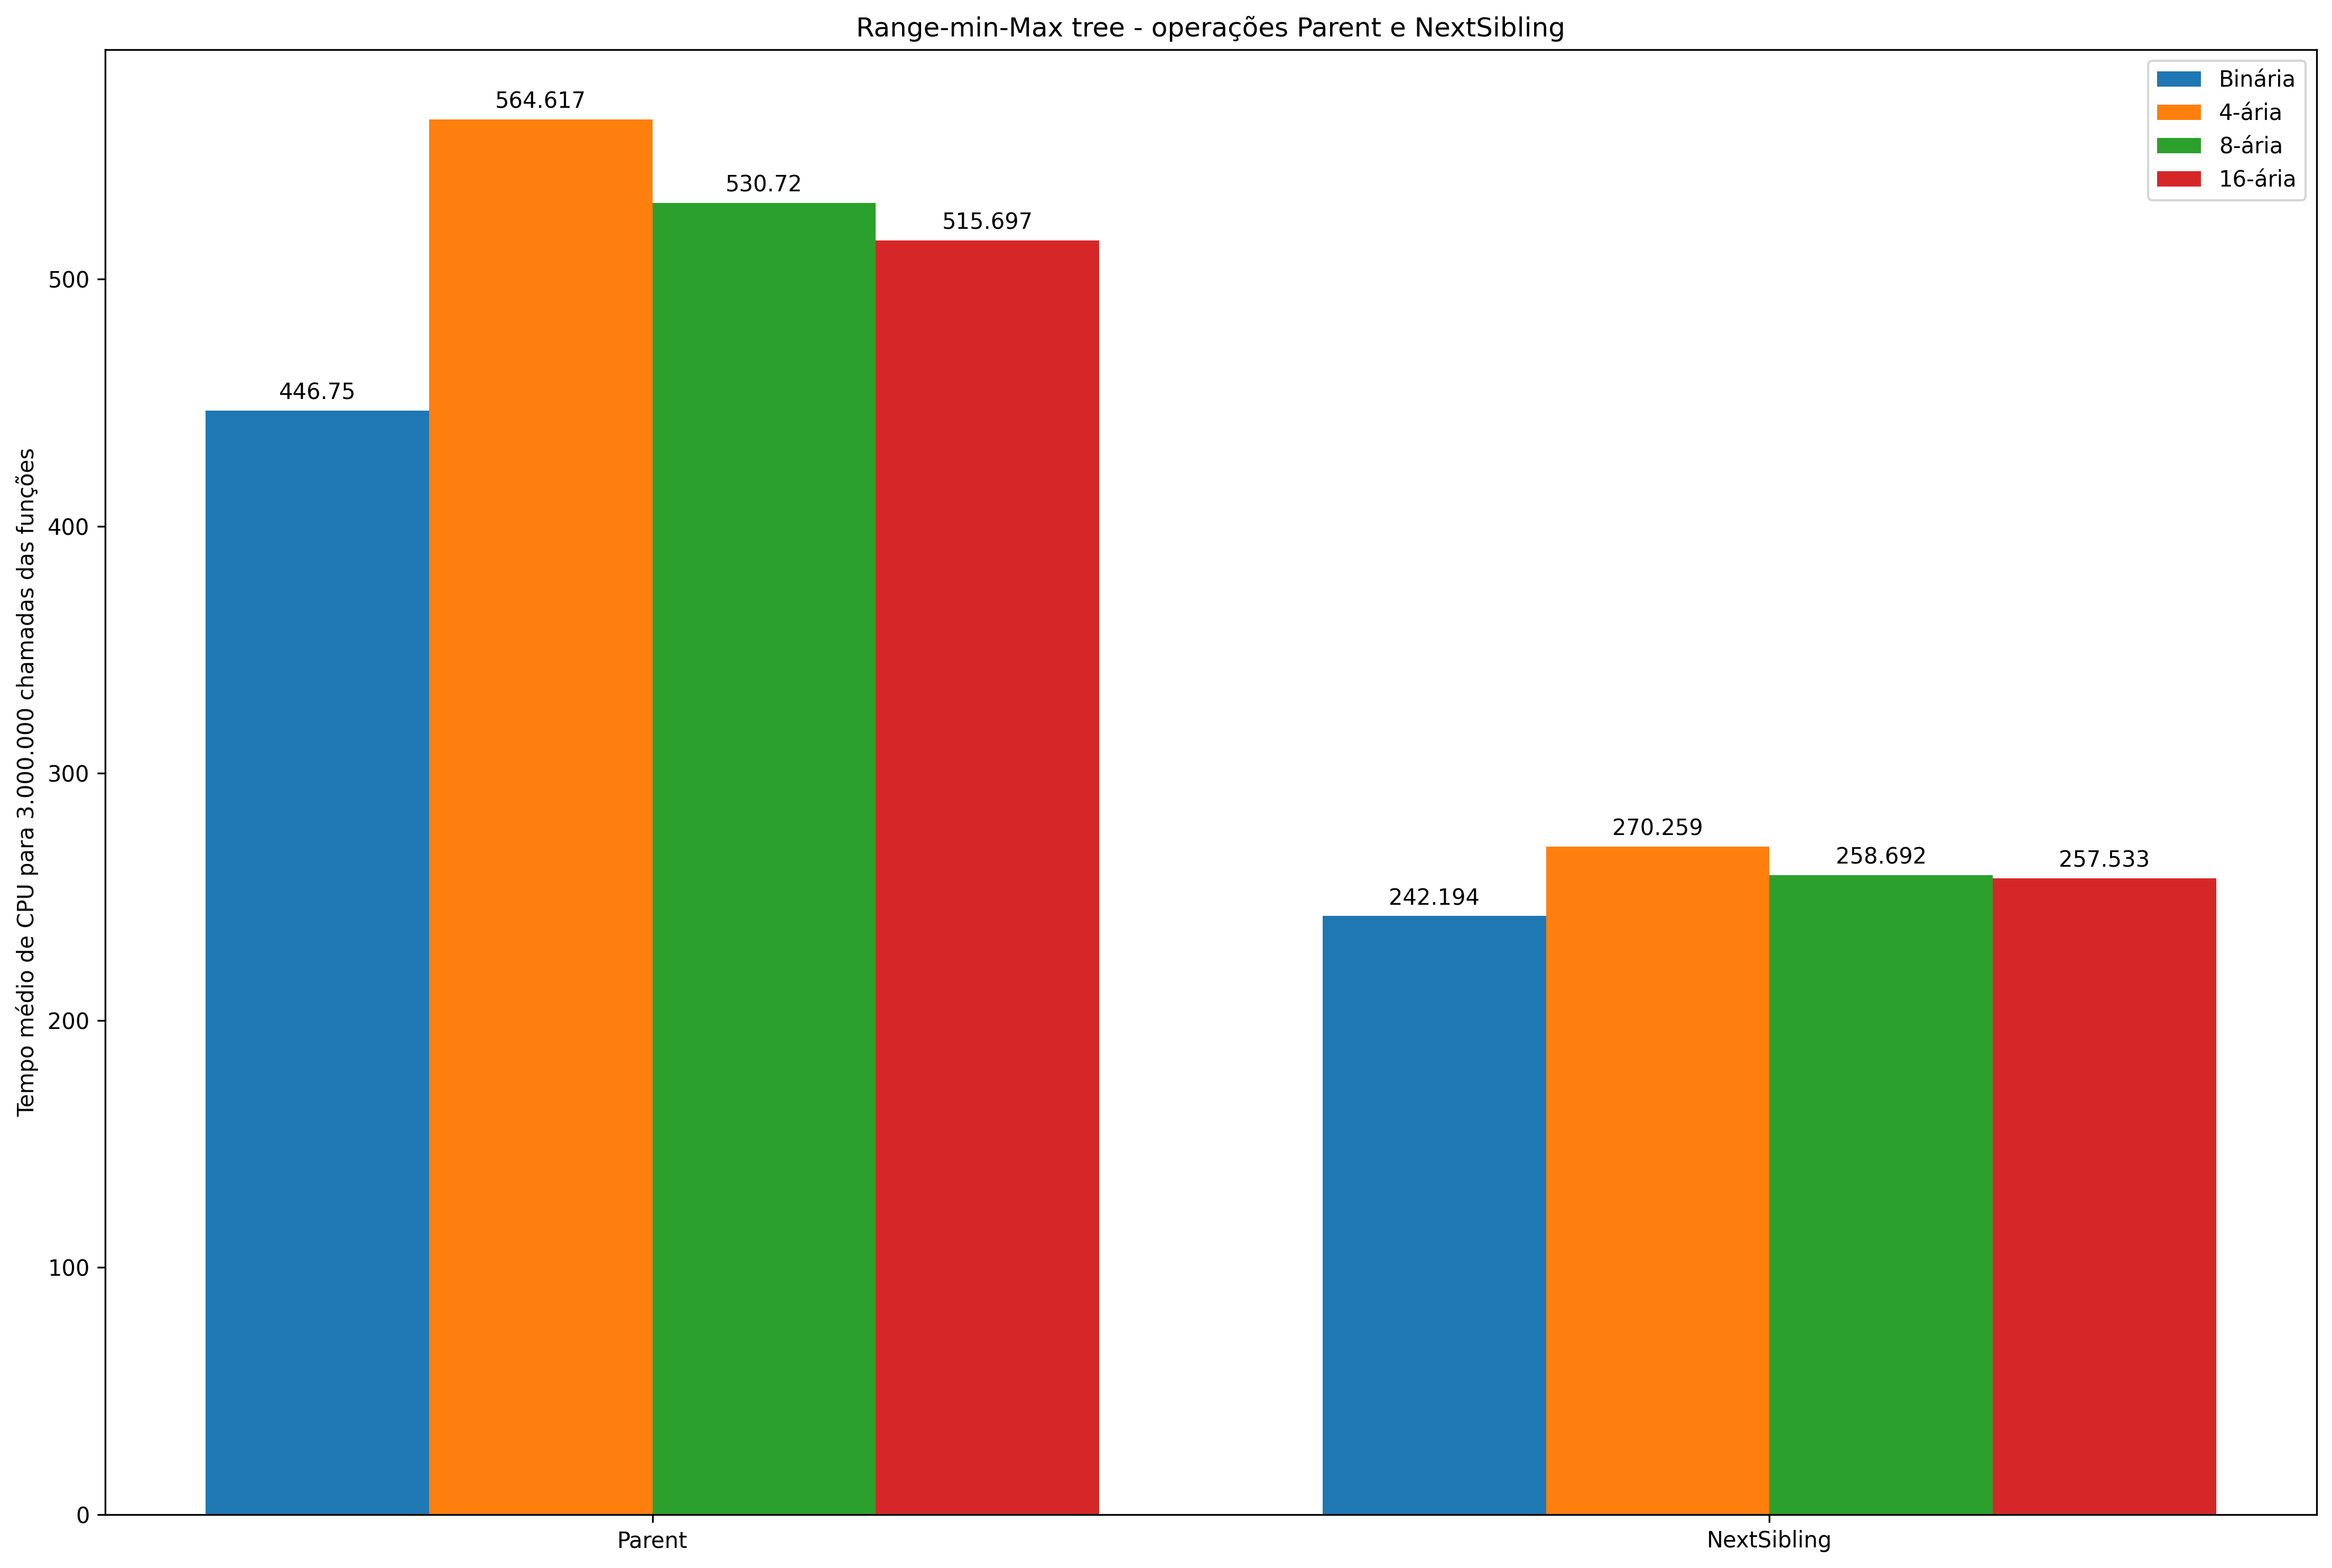 Range-min-Max tree - operações Parent e NextSibling
Tempo médio de CPU para 3.000.000 chamadas das funções
Binária
4-ária
8-ária
16-ária
500
400
300
200
100
0
446.75
564.617
530.72
515.697
242.194
270.259
258.692
257.533
Parent
NextSibling